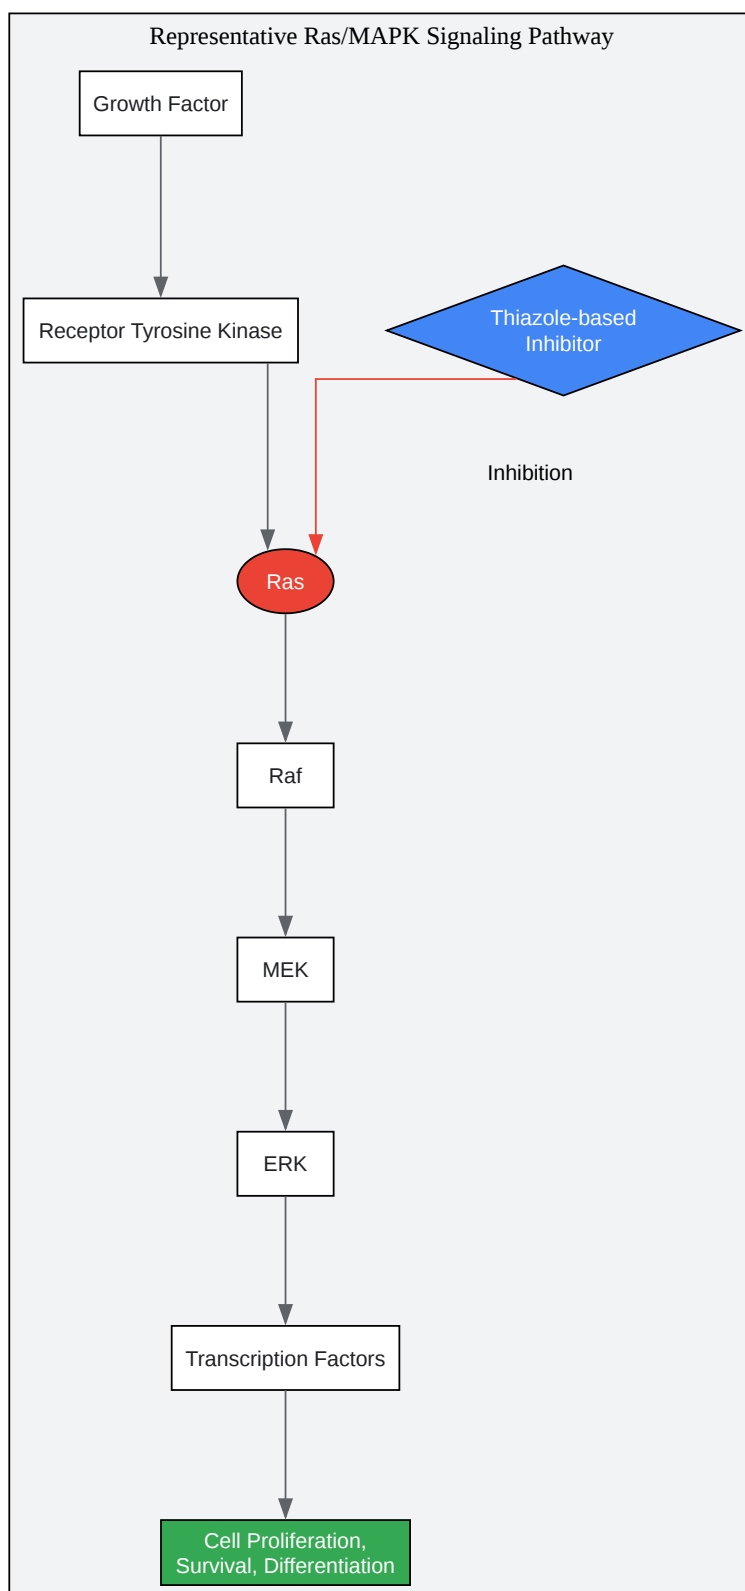 Representative Ras/MAPK Signaling Pathway
Growth Factor
Receptor Tyrosine Kinase
Thiazole-based
Inhibitor
Inhibition
Ras
Raf
MEK
ERK
Transcription Factors
Cell Proliferation,
Survival, Differentiation